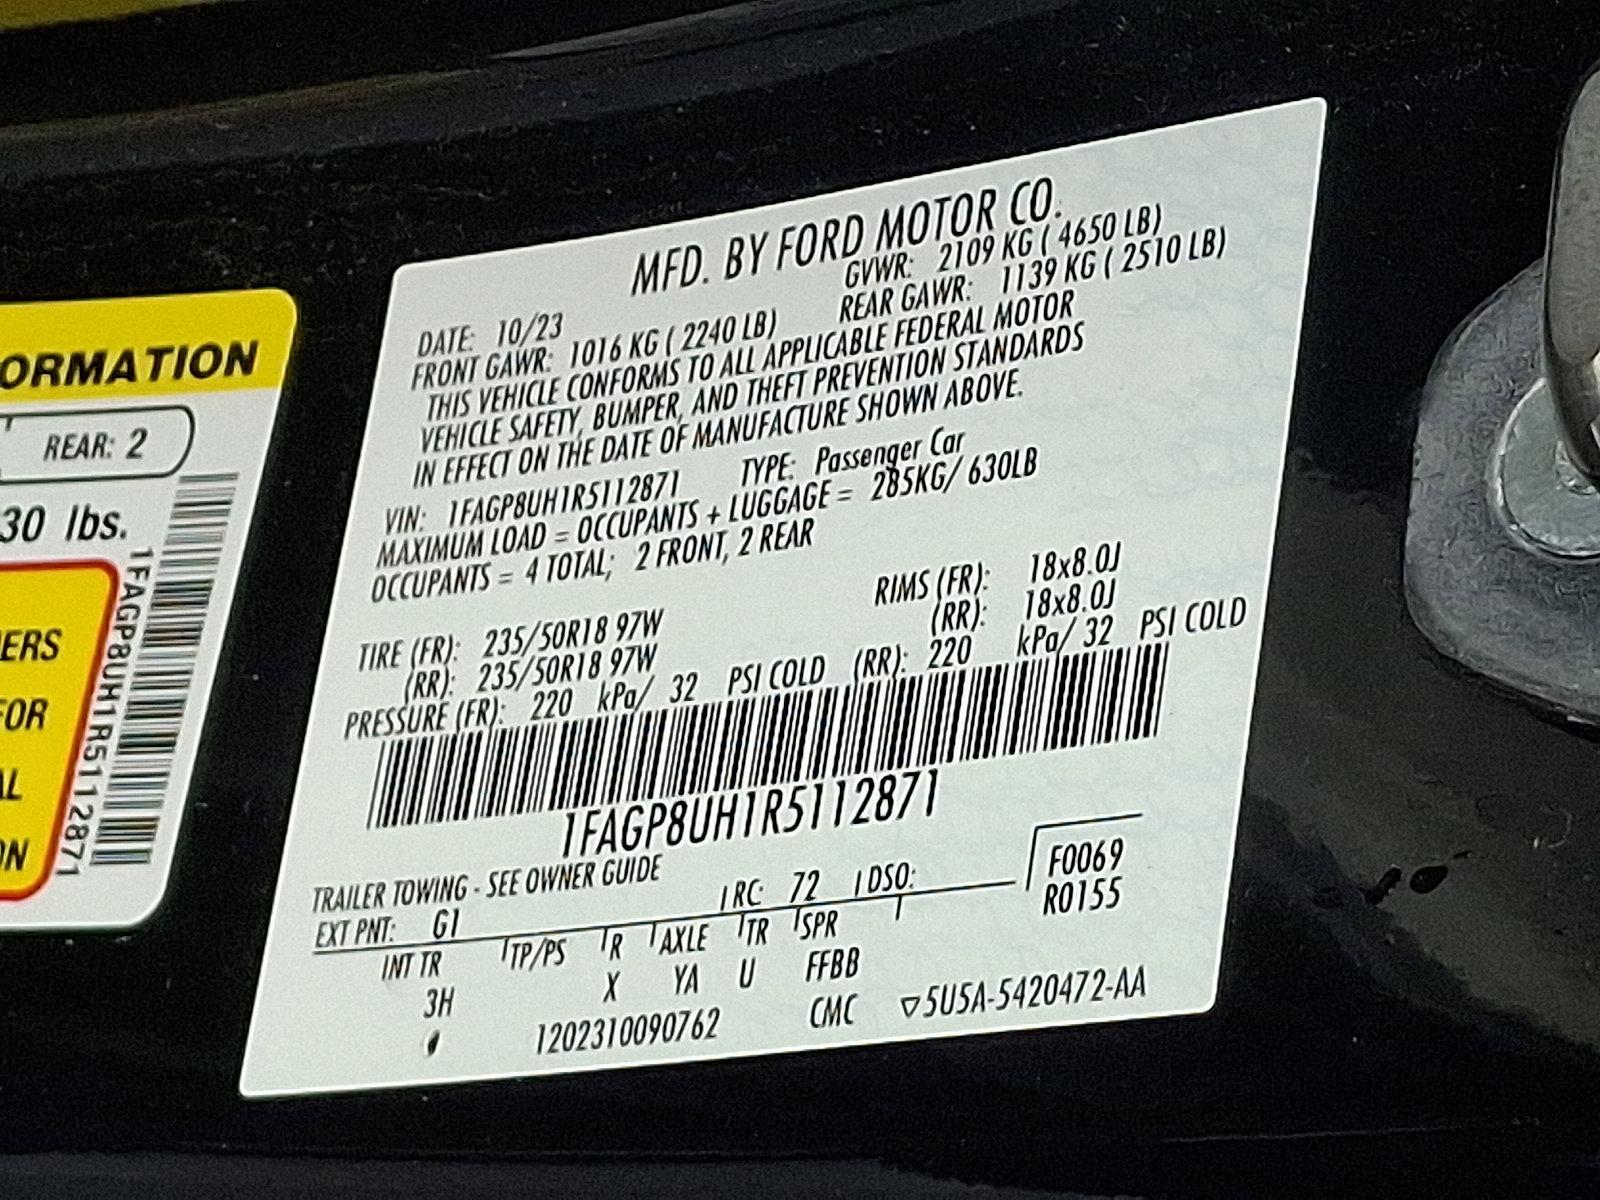 ORMATION
REAR: 2
30 lbs.
ERS
FOR
AL
ON
1FAGP8UH1R5112871
MFD. BY FORD MOTOR CO.
DATE: 10/23 GVWR: 2109 KG ( 4650 LB)
FRONT GAWR: 1016 KG ( 2240 LB) REAR GAWR: 1139 KG ( 2510 LB)
THIS VEHICLE CONFORMS TO ALL APPLICABLE FEDERAL MOTOR
VEHICLE SAFETY, BUMPER, AND THEFT PREVENTION STANDARDS
IN EFFECT ON THE DATE OF MANUFACTURE SHOWN ABOVE.
VIN: 1FAGP8UH1R5112871 TYPE: Passenger Car
MAXIMUM LOAD = OCCUPANTS + LUGGAGE = 285KG/ 630LB
OCCUPANTS = 4 TOTAL; 2 FRONT, 2 REAR
TIRE (FR): 235/50R18 97W RIMS (FR): 18x8.0J
(RR): 235/50R18 97W (RR): 18x8.0J
PRESSURE (FR): 220 kPa/ 32 PSI COLD (RR): 220 kPa/ 32 PSI COLD
1FAGP8UH1R5112871
TRAILER TOWING - SEE OWNER GUIDE
EXT PNT: G1 RC: 72 DSO: F0069
R0155
INT TR TP/PS R AXLE TR SPR
3H X YA U FFBB
1202310090762 CMC ▽5U5A-5420472-AA